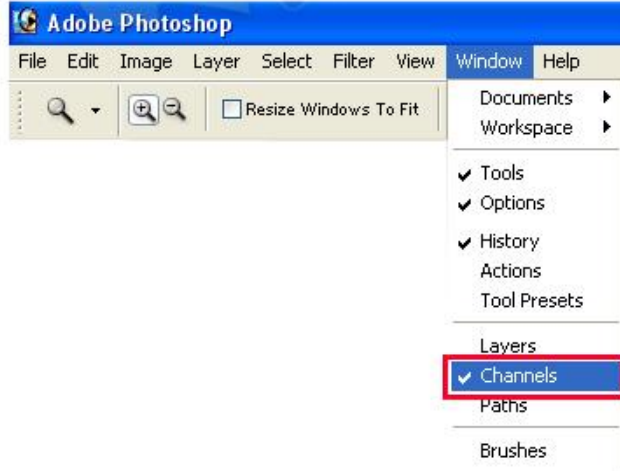 Adobe Photoshop
File Edit Image Layer Select Filter View Window Help
Resize Windows To Fit
Documents
Workspace
Tools
Options
History
Actions
Tool Presets
Layers
Channels
Paths
Brushes